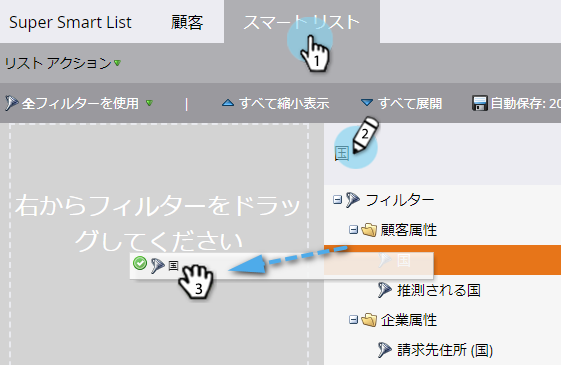 Super Smart List 顧客 スマート リスト
1
リスト アクション
全フィルターを使用 | すべて縮小表示 すべて展開 自動保存: 20
2
国
右からフィルターをドラッ
グしてください
フィルター
顧客属性
国
国
3
推測される国
企業属性
請求先住所 (国)